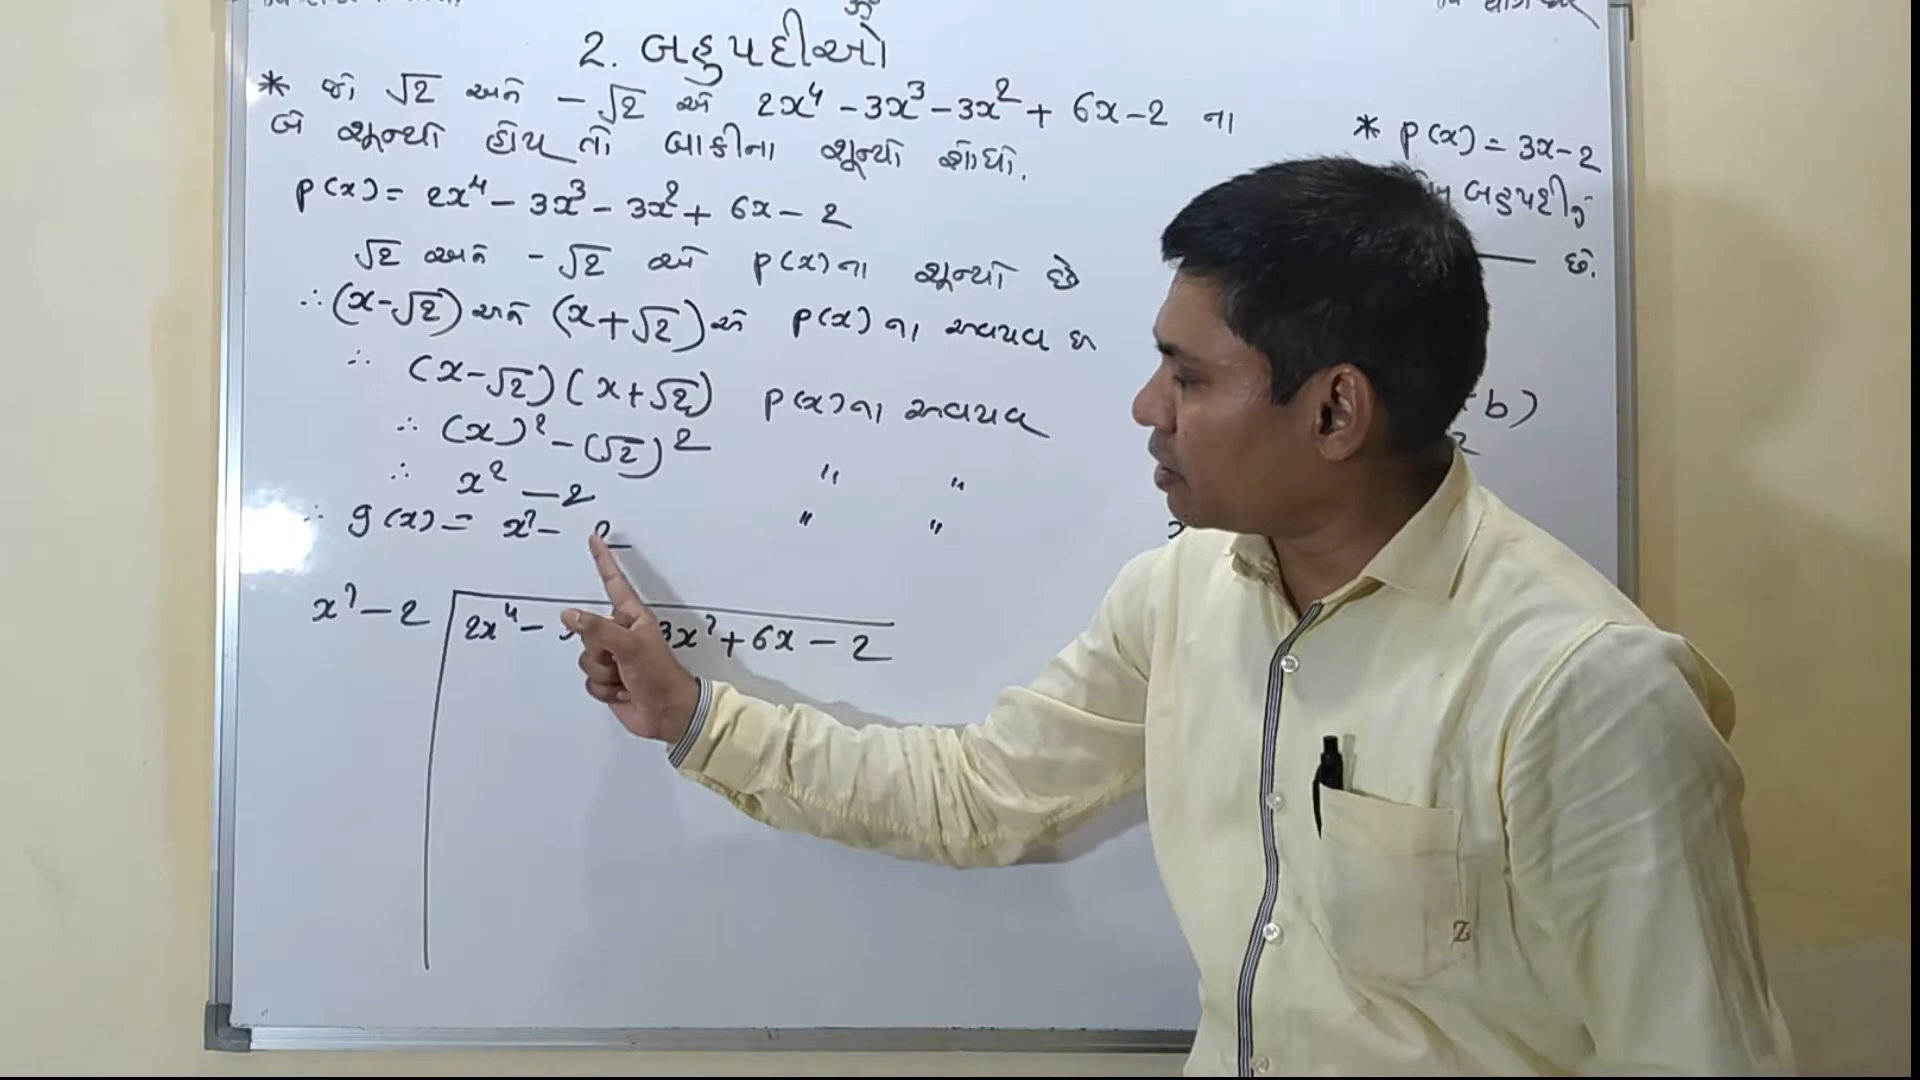 2. બહુપદીઓ
* જો √2 અને -√2 એ 2x⁴ - 3x³ - 3x² + 6x - 2 ના
બે શૂન્યો હોય તો બાકીના શૂન્યો શોધો.
p(x) = 2x⁴ - 3x³ - 3x² + 6x - 2
√2 અને -√2 એ p(x) ના શૂન્યો છે
∴ (x-√2) અને (x+√2) એ p(x) ના અવયવ છે
∴ (x-√2)(x+√2) p(x) ના અવયવ
∴ (x)² - (√2)²
∴ x² - 2 " "
∴ g(x) = x² - 2 " "
x² - 2 2x⁴ - 3x² + 6x - 2
* p(x) = 3x-2
બહુપદીનું
છે.
b)
Z